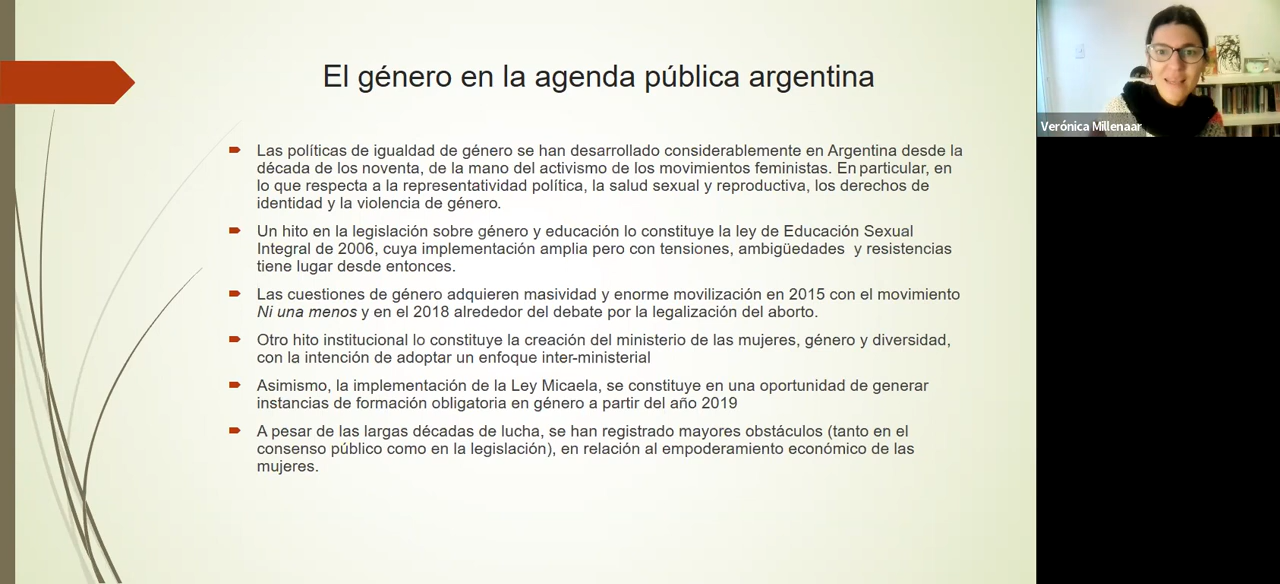 El género en la agenda pública argentina
Las políticas de igualdad de género se han desarrollado considerablemente en Argentina desde la
década de los noventa, de la mano del activismo de los movimientos feministas. En particular, en
lo que respecta a la representatividad política, la salud sexual y reproductiva, los derechos de
identidad y la violencia de género.
Un hito en la legislación sobre género y educación lo constituye la ley de Educación Sexual
Integral de 2006, cuya implementación amplia pero con tensiones, ambigüedades y resistencias
tiene lugar desde entonces.
Las cuestiones de género adquieren masividad y enorme movilización en 2015 con el movimiento
Ni una menos y en el 2018 alrededor del debate por la legalización del aborto.
Otro hito institucional lo constituye la creación del ministerio de las mujeres, género y diversidad,
con la intención de adoptar un enfoque inter-ministerial
Asimismo, la implementación de la Ley Micaela, se constituye en una oportunidad de generar
instancias de formación obligatoria en género a partir del año 2019
A pesar de las largas décadas de lucha, se han registrado mayores obstáculos (tanto en el
consenso público como en la legislación), en relación al empoderamiento económico de las
mujeres.
Verónica Millenaar